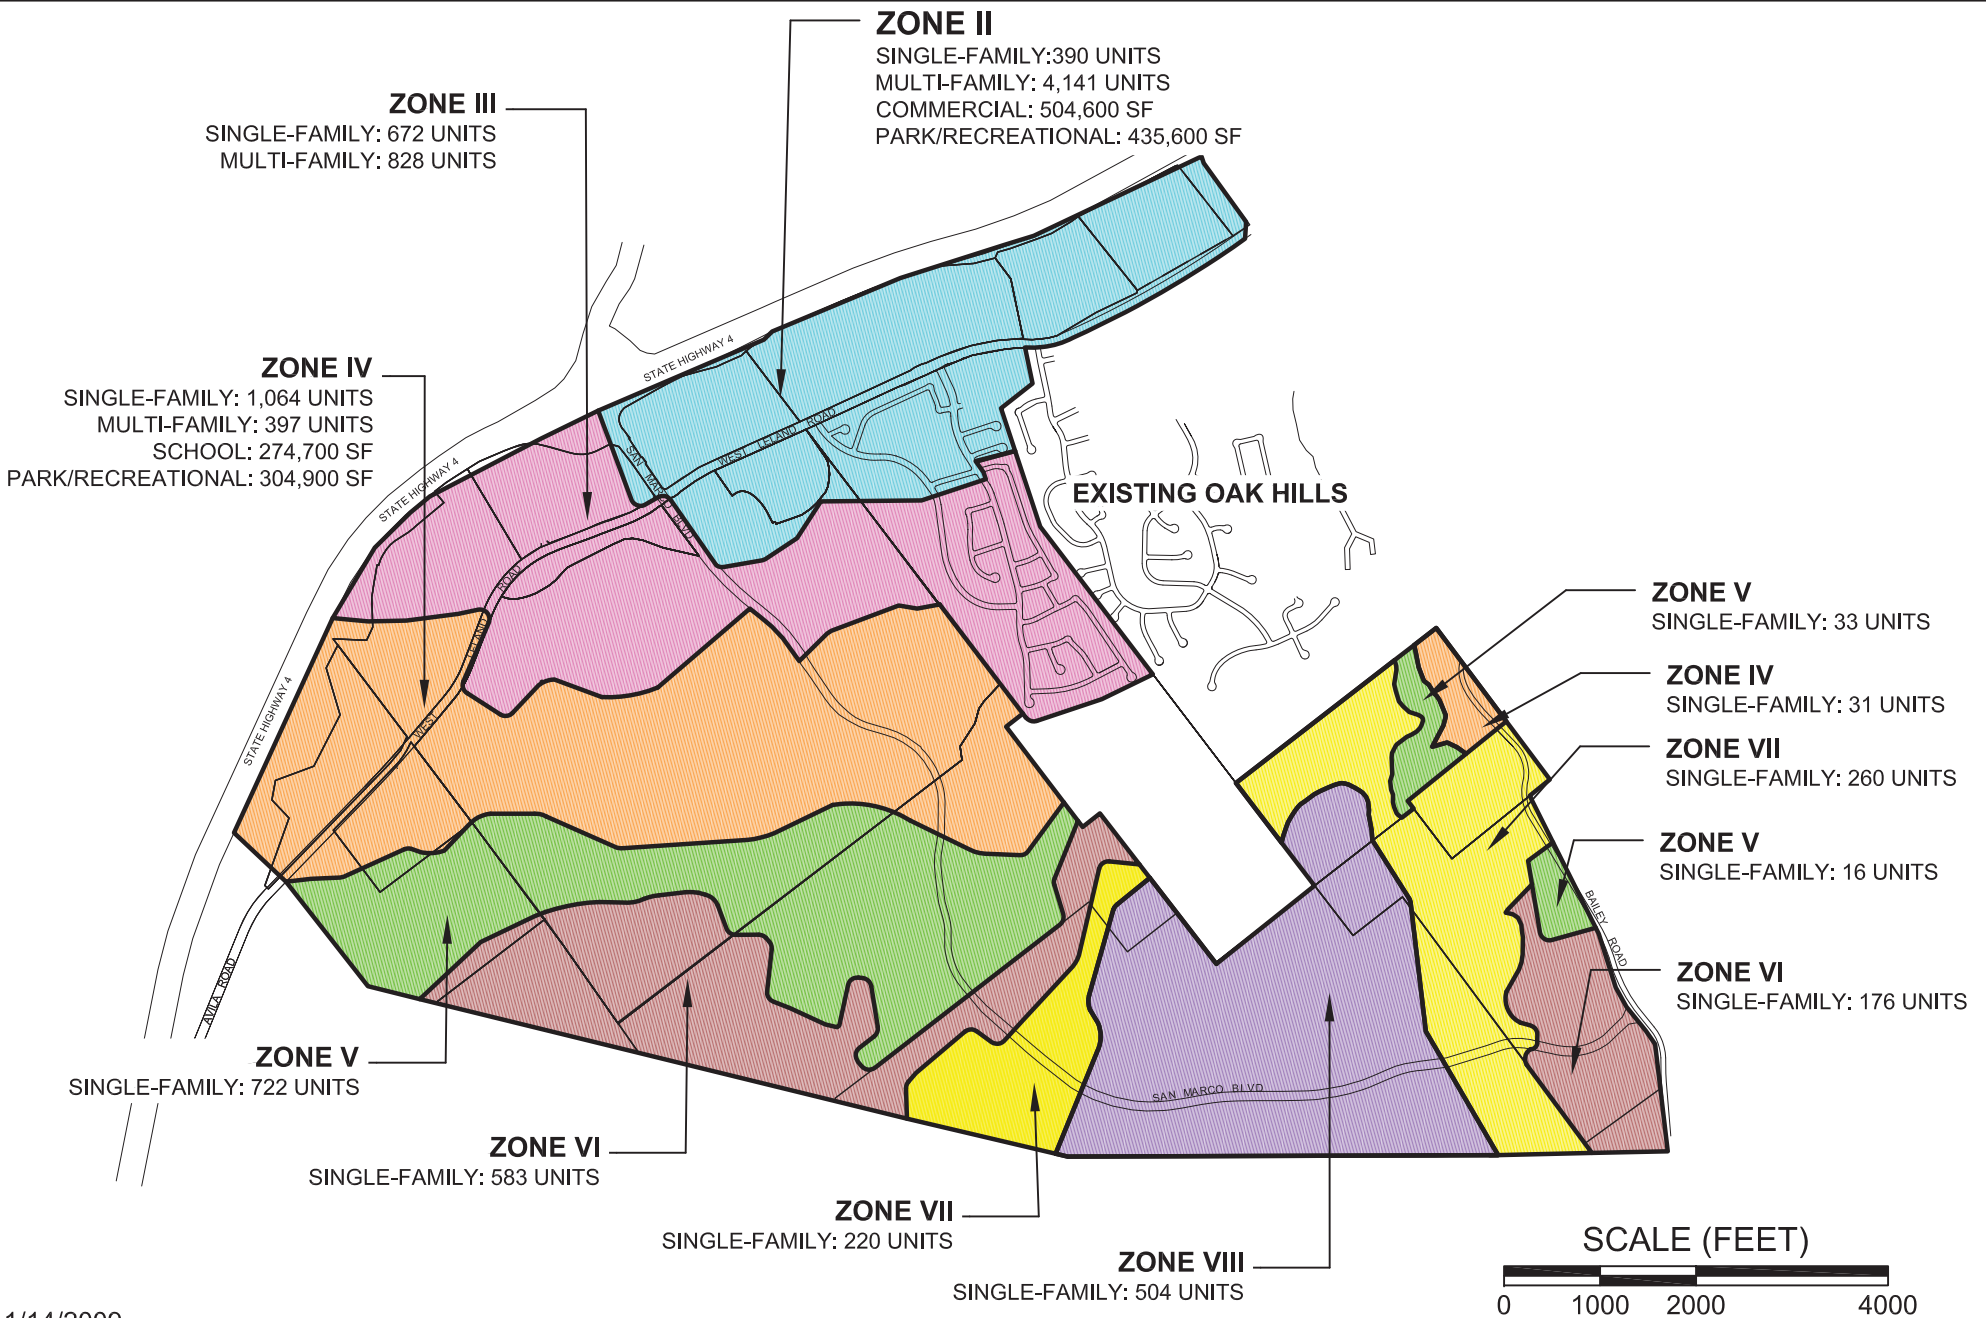 ZONE II
SINGLE-FAMILY:390 UNITS
MULTI-FAMILY: 4,141 UNITS
COMMERCIAL: 504,600 SF
PARK/RECREATIONAL: 435,600 SF
ZONE III
SINGLE-FAMILY: 672 UNITS
MULTI-FAMILY: 828 UNITS
ZONE IV
SINGLE-FAMILY: 1,064 UNITS
MULTI-FAMILY: 397 UNITS
SCHOOL: 274,700 SF
PARK/RECREATIONAL: 304,900 SF
STATE HIGHWAY 4
STATE HIGHWAY 4
STATE HIGHWAY 4
WEST LELAND ROAD
SAN MARCO BLVD
WEST LELAND ROAD
EXISTING OAK HILLS
ZONE V
SINGLE-FAMILY: 33 UNITS
ZONE IV
SINGLE-FAMILY: 31 UNITS
ZONE VII
SINGLE-FAMILY: 260 UNITS
ZONE V
SINGLE-FAMILY: 16 UNITS
BAILEY ROAD
ZONE VI
SINGLE-FAMILY: 176 UNITS
AVILA ROAD
ZONE V
SINGLE-FAMILY: 722 UNITS
SAN MARCO BLVD
ZONE VI
SINGLE-FAMILY: 583 UNITS
ZONE VII
SINGLE-FAMILY: 220 UNITS
ZONE VIII
SINGLE-FAMILY: 504 UNITS
SCALE (FEET)
0 1000 2000 4000